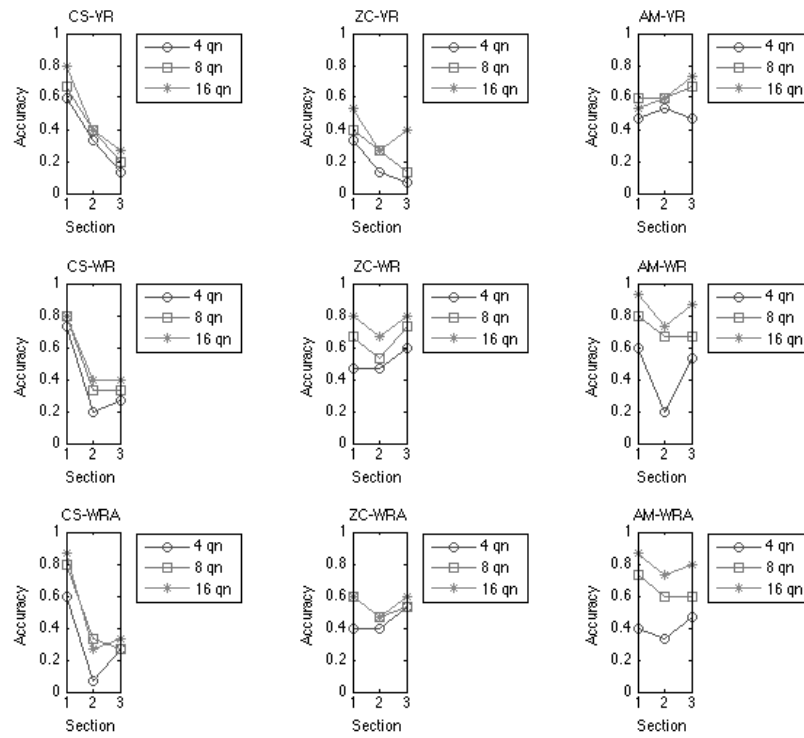 CS-VR
ZC-VR
AM-VR
1
0.8
0.6
0.4
0.2
0
Accuracy
1 2 3
Section
4 qn
8 qn
16 qn
1
0.8
0.6
0.4
0.2
0
Accuracy
1 2 3
Section
4 qn
8 qn
16 qn
1
0.8
0.6
0.4
0.2
0
Accuracy
1 2 3
Section
4 qn
8 qn
16 qn
CS-WR
ZC-WR
AM-WR
1
0.8
0.6
0.4
0.2
0
Accuracy
1 2 3
Section
4 qn
8 qn
16 qn
1
0.8
0.6
0.4
0.2
0
Accuracy
1 2 3
Section
4 qn
8 qn
16 qn
1
0.8
0.6
0.4
0.2
0
Accuracy
1 2 3
Section
4 qn
8 qn
16 qn
CS-WRA
ZC-WRA
AM-WRA
1
0.8
0.6
0.4
0.2
0
Accuracy
1 2 3
Section
4 qn
8 qn
16 qn
1
0.8
0.6
0.4
0.2
0
Accuracy
1 2 3
Section
4 qn
8 qn
16 qn
1
0.8
0.6
0.4
0.2
0
Accuracy
1 2 3
Section
4 qn
8 qn
16 qn